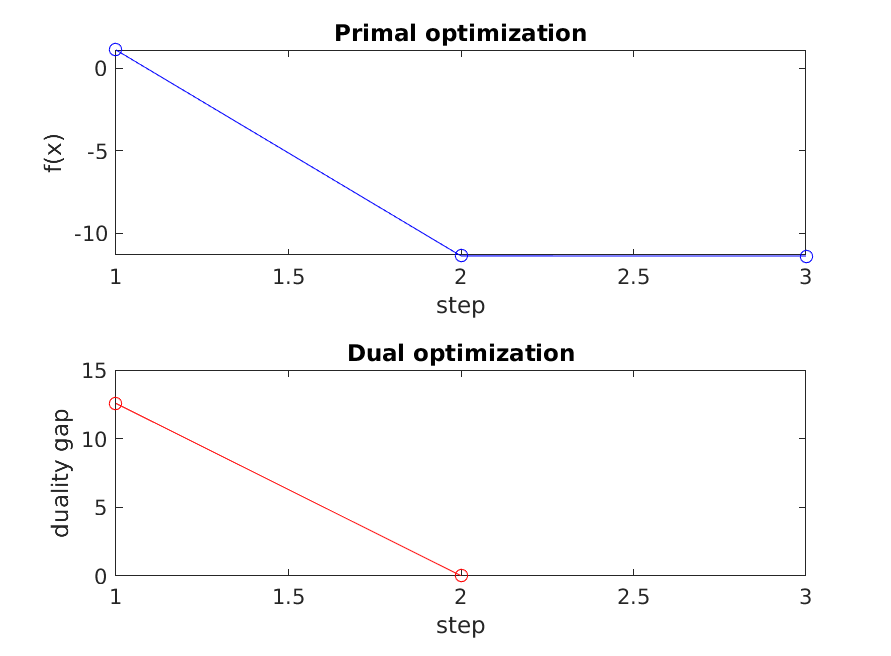 Primal optimization
0
-5
-10
f(x)
1 1.5 2 2.5 3
step
Dual optimization
15
10
5
0
duality gap
1 1.5 2 2.5 3
step